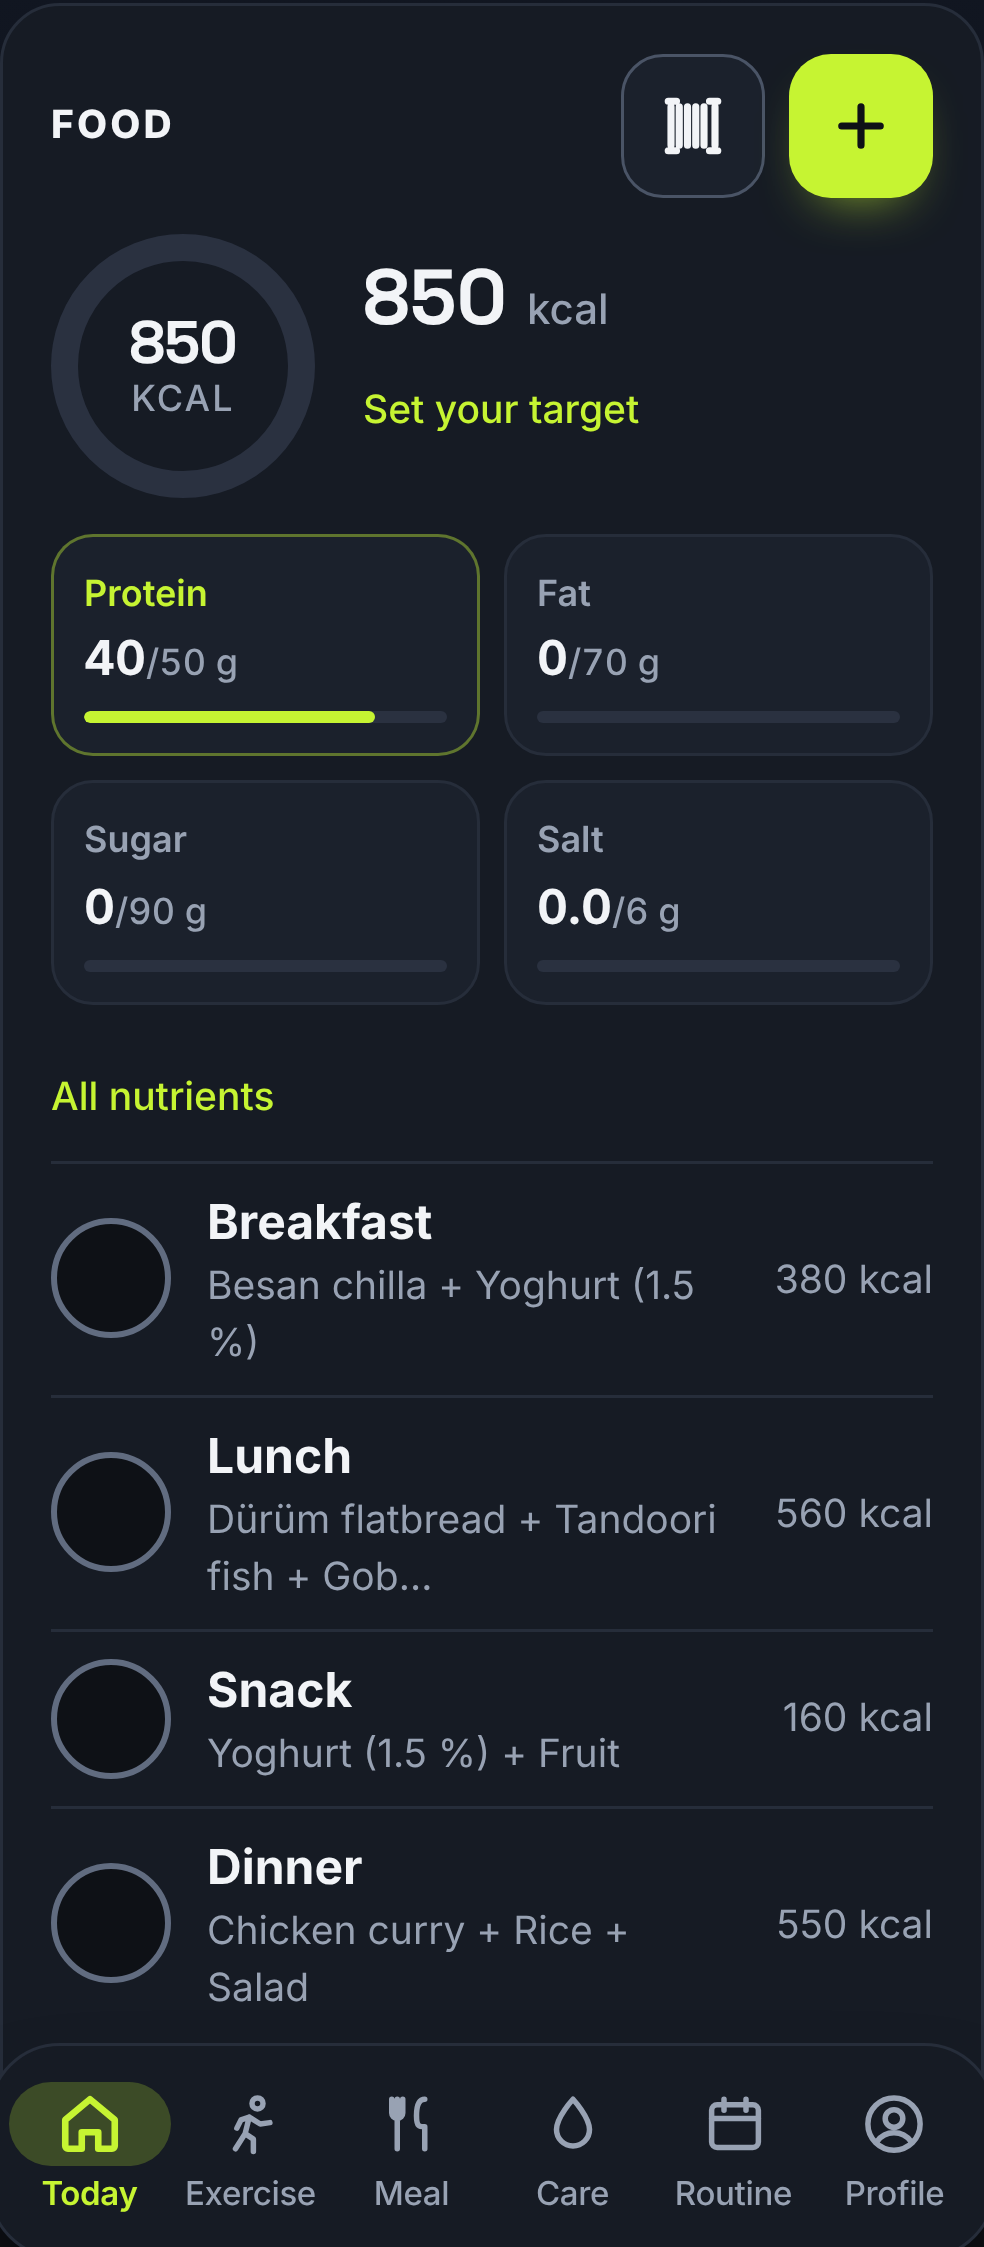 FOOD
850
KCAL
850 kcal
Set your target
Protein
40/50 g
Fat
0/70 g
Sugar
0/90 g
Salt
0.0/6 g
All nutrients
Breakfast
Besan chilla + Yoghurt (1.5
%)
380 kcal
Lunch
Dürüm flatbread + Tandoori
fish + Gob...
560 kcal
Snack
Yoghurt (1.5 %) + Fruit
160 kcal
Dinner
Chicken curry + Rice +
Salad
550 kcal
Today
Exercise
Meal
Care
Routine
Profile